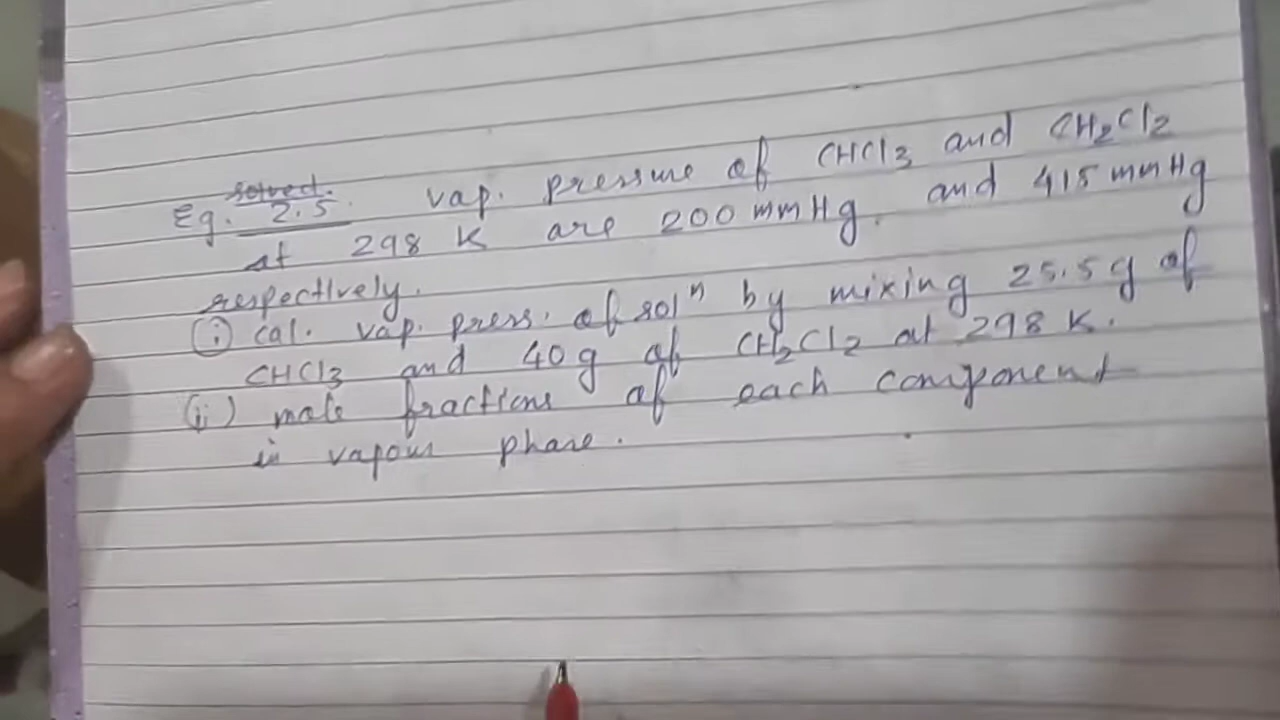 Eg. solved. 2.5. vap. pressure of CHCl3 and CH2Cl2
at 298 K are 200 mmHg. and 415 mmHg
respectively.
(i) cal. vap. press. of solⁿ by mixing 25.5g of
CHCl3 and 40g of CH2Cl2 at 298 K.
(ii) mole fractions of each component
in vapour phase.